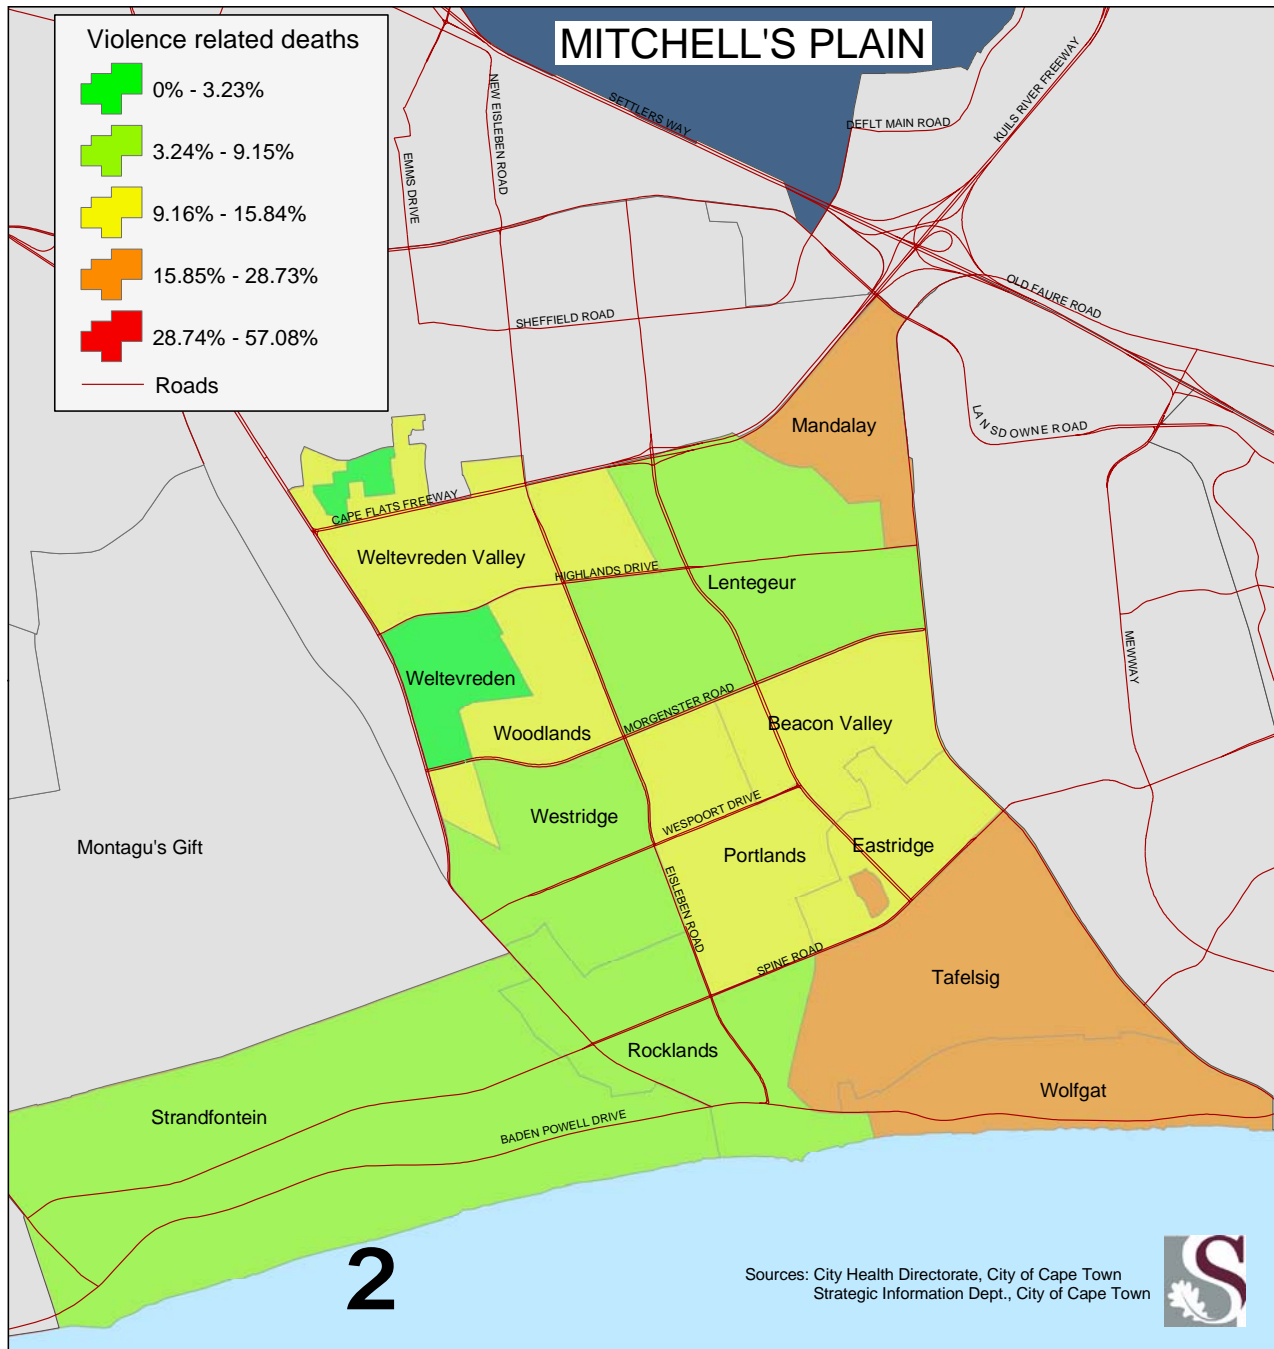 MITCHELL'S PLAIN
Violence related deaths
0% - 3.23%
3.24% - 9.15%
9.16% - 15.84%
15.85% - 28.73%
28.74% - 57.08%
Roads
SETTLERS WAY
DEFLT MAIN ROAD
KUILS RIVER FREEWAY
NEW EISLEBEN ROAD
EMMS DRIVE
SHEFFIELD ROAD
OLD FAURE ROAD
LANSDOWNE ROAD
Mandalay
CAPE FLATS FREEWAY
Weltevreden Valley
HIGHLANDS DRIVE
Lentegeur
MEWWAY
Weltevreden
Woodlands
MORGENSTER ROAD
Beacon Valley
Westridge
WESPOORT DRIVE
Montagu's Gift
Portlands
Eastridge
EISLEBEN ROAD
SPINE ROAD
Tafelsig
Rocklands
Wolfgat
Strandfontein
BADEN POWELL DRIVE
2
Sources: City Health Directorate, City of Cape Town
Strategic Information Dept., City of Cape Town
S